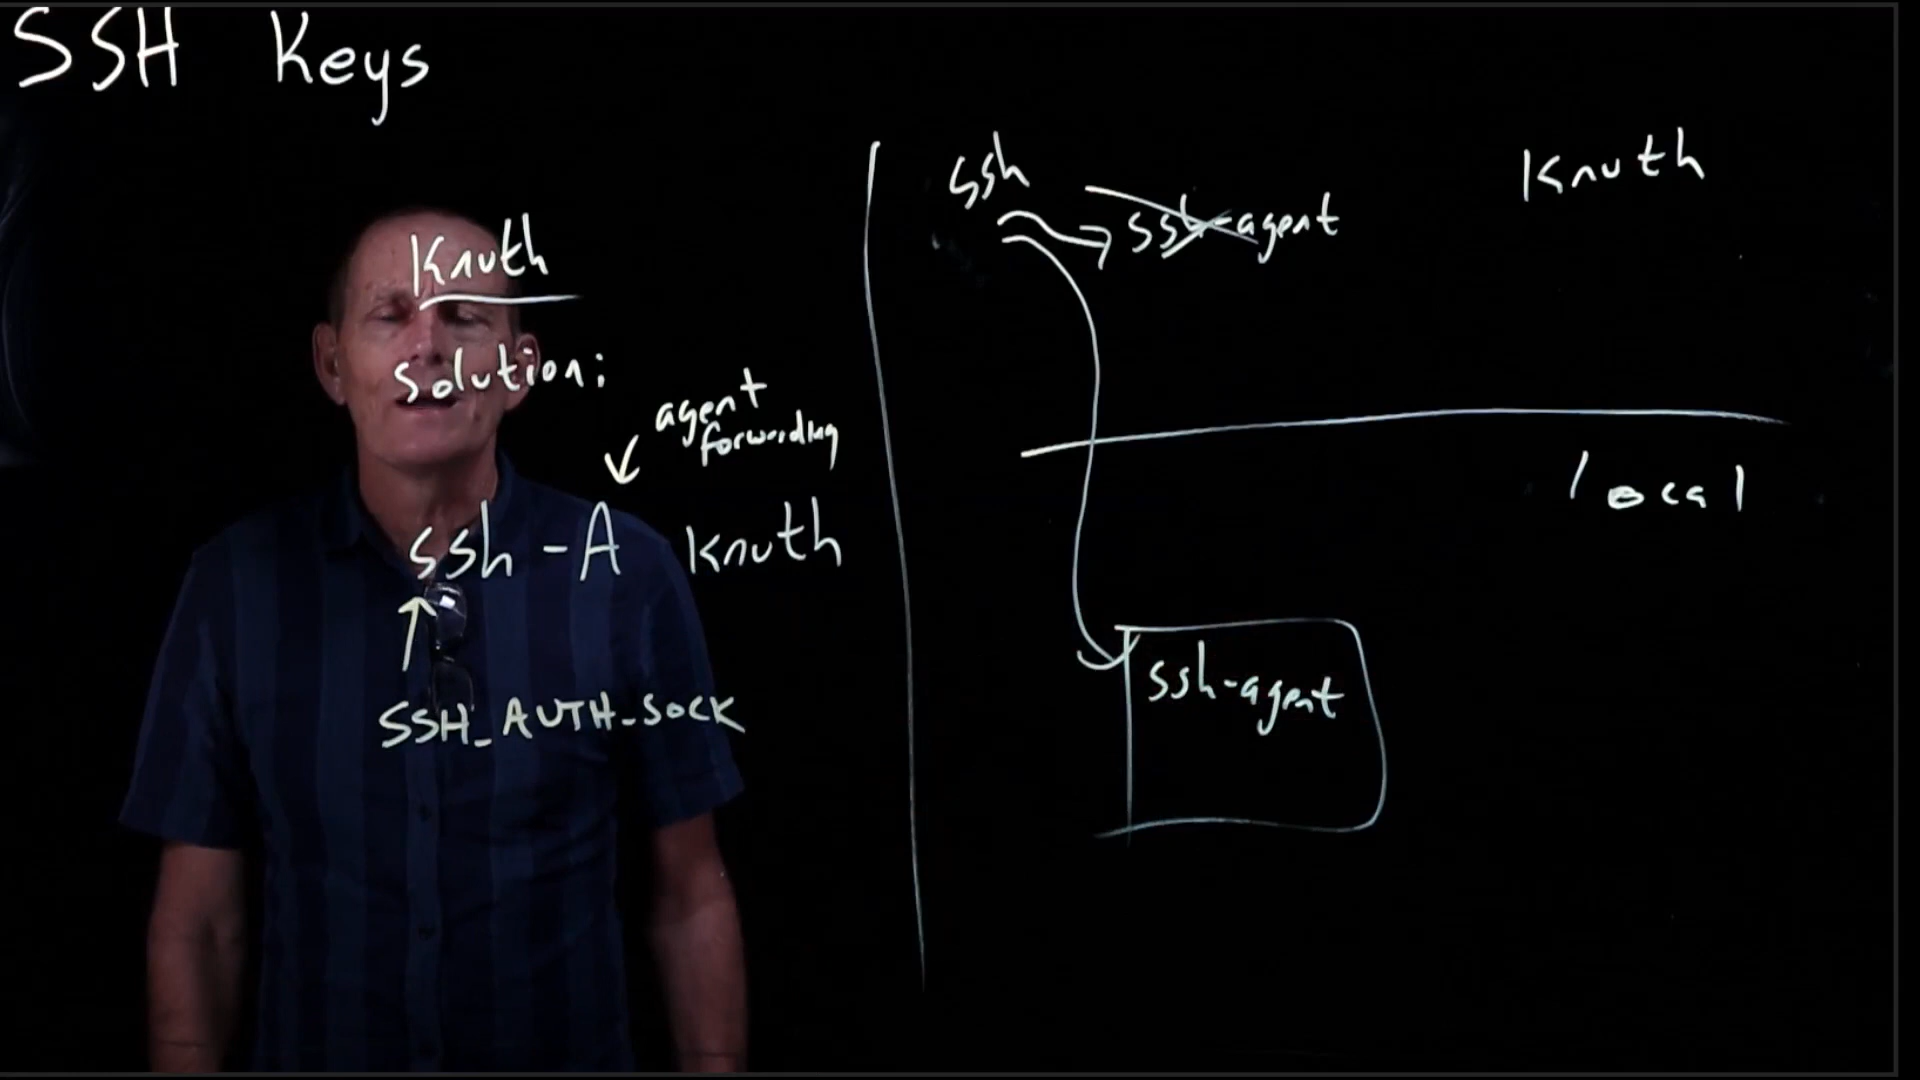 SSH Keys
Knuth
Solution:
agent
forwarding
ssh -A Knuth
SSH_AUTH_SOCK
ssh
ssh-agent
Knuth
local
ssh-agent